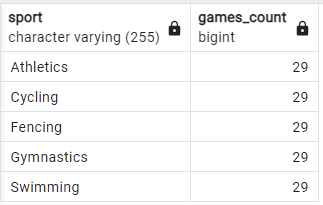 sport games_count
character varying (255) bigint
Athletics 29
Cycling 29
Fencing 29
Gymnastics 29
Swimming 29